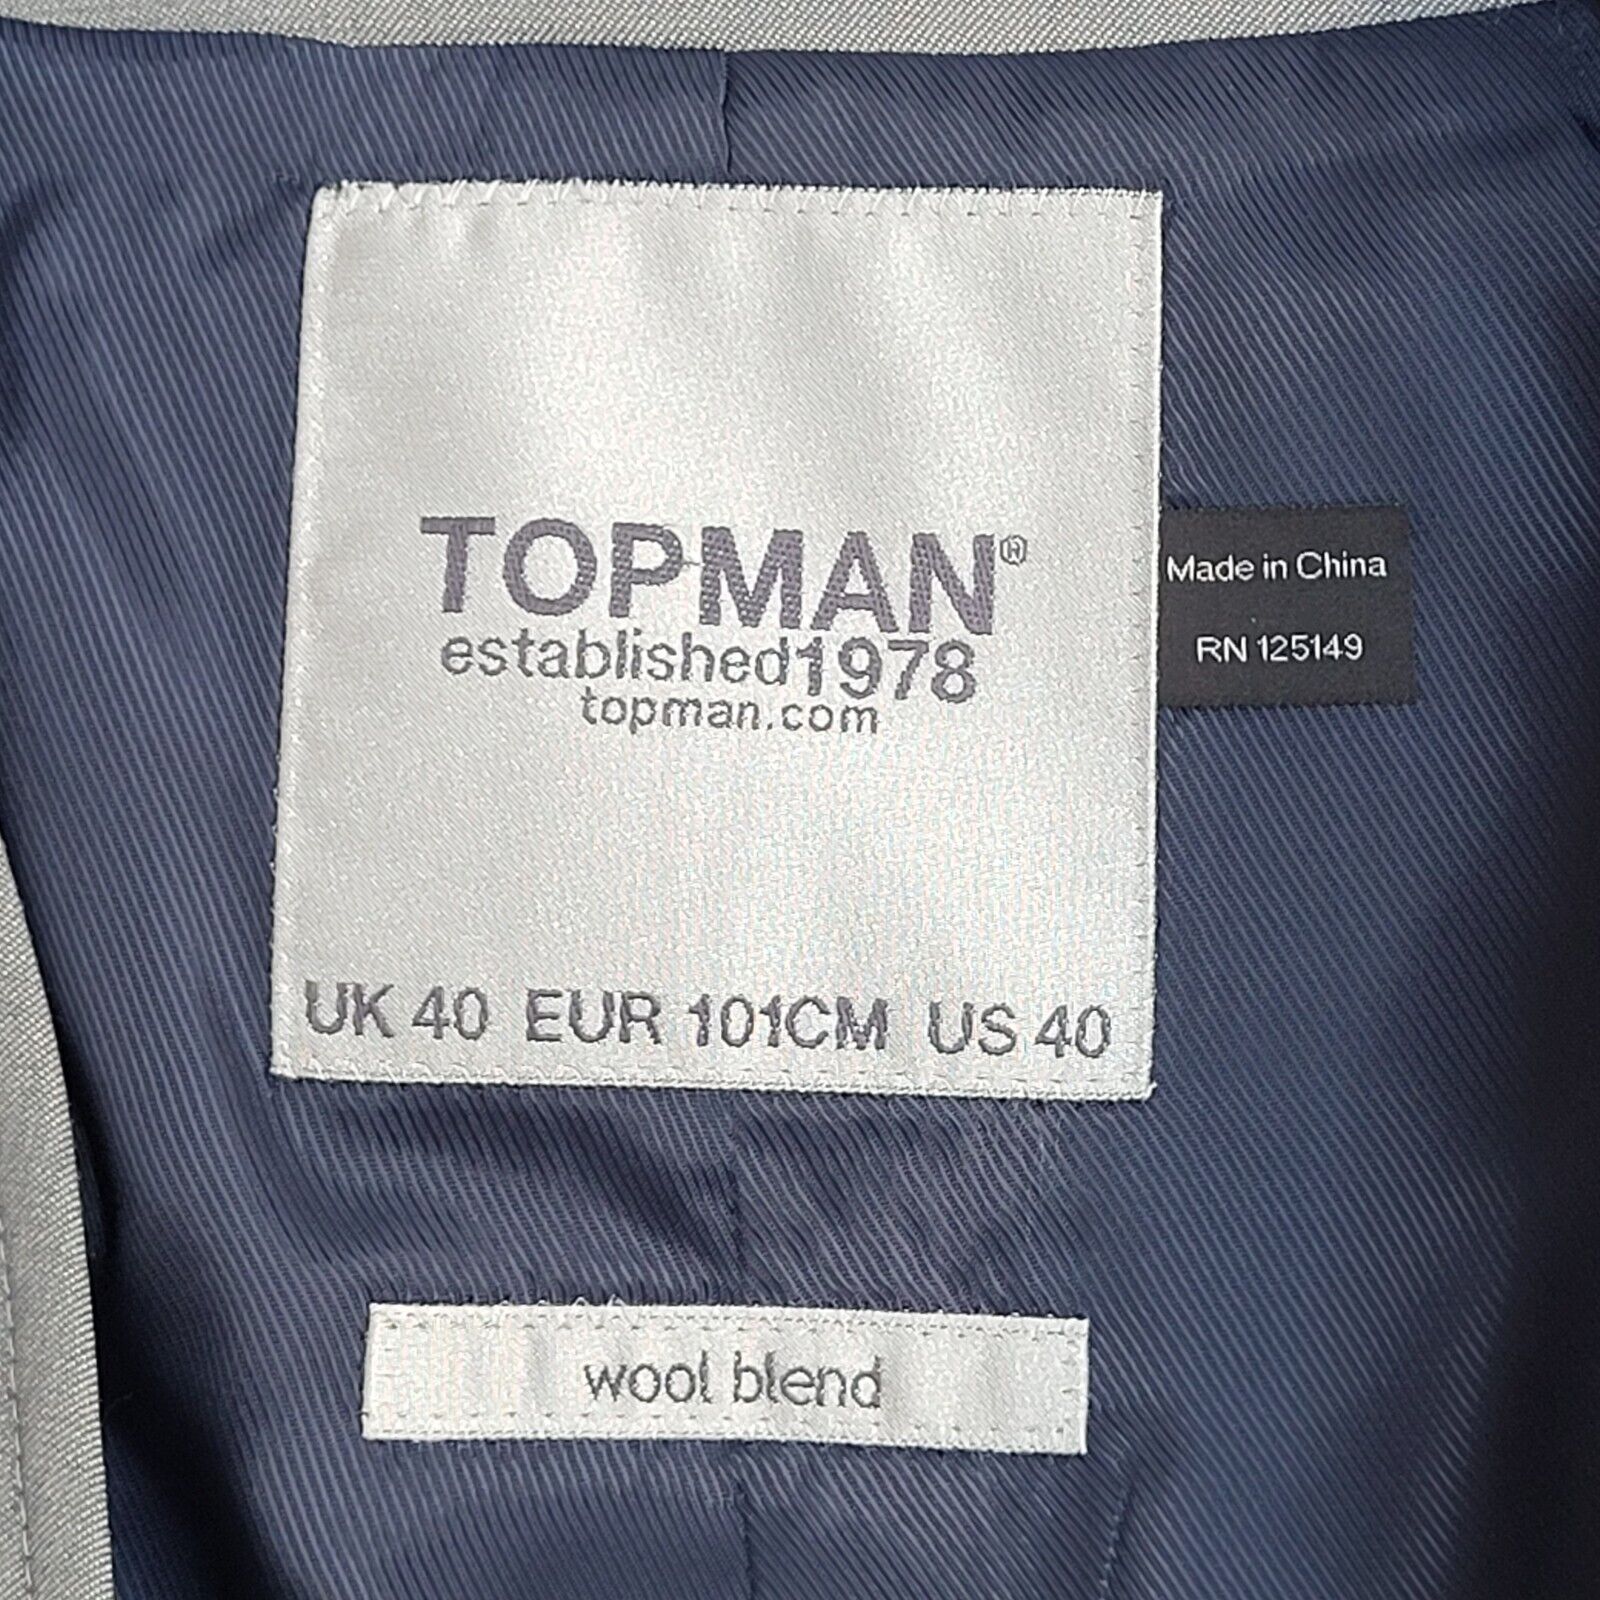 TOPMAN®
established1978
topman.com
UK 40 EUR 101CM US 40
Made in China
RN 125149
wool blend